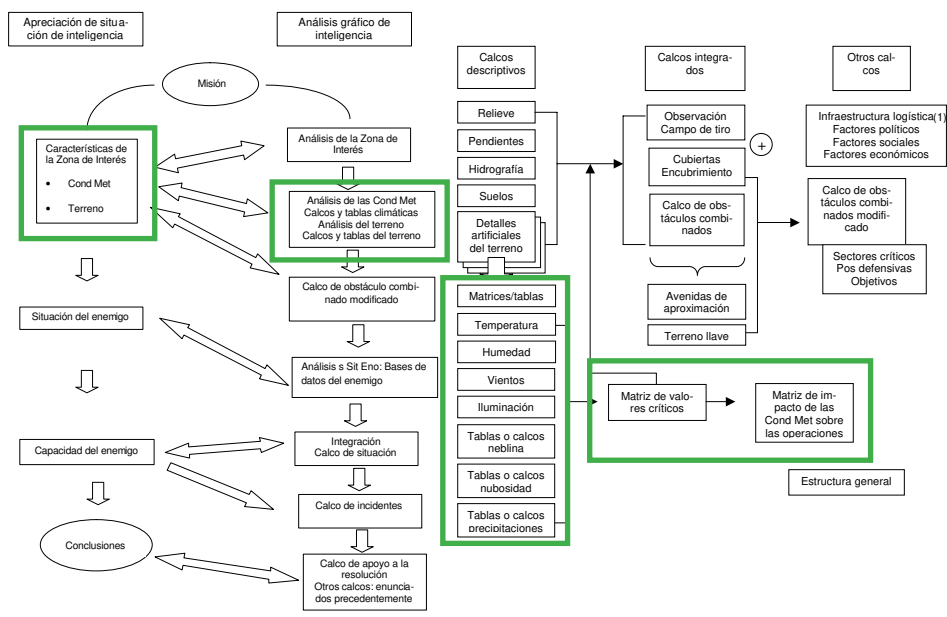 Apreciación de situa-
ción de inteligencia
Análisis gráfico de
inteligencia
Misión
Características de
la Zona de Interés
• Cond Met
• Terreno
Situación del enemigo
Capacidad del enemigo
Conclusiones
Análisis de la Zona de
Interés
Análisis de las Cond Met
Calcos y tablas climáticas
Análisis del terreno
Calcos y tablas del terreno
Calco de obstáculo combi-
nado modificado
Análisis s Sit Eno: Bases de
datos del enemigo
Integración
Calco de situación
Calco de incidentes
Calco de apoyo a la
resolución
Otros calcos: enuncia-
dos precedentemente
Calcos
descriptivos
Relieve
Pendientes
Hidrografía
Suelos
Detalles
artificiales
del terreno
Matrices/tablas
Temperatura
Humedad
Vientos
Iluminación
Tablas o calcos
neblina
Tablas o calcos
nubosidad
Tablas o calcos
precipitaciones
Calcos integra-
dos
Observación
Campo de tiro
+
Cubiertas
Encubrimiento
Calco de obs-
táculos combi-
nados
Avenidas de
aproximación
Terreno llave
Matriz de valo-
res críticos
Matriz de im-
pacto de las
Cond Met sobre
las operaciones
Otros cal-
cos
Infraestructura logística(1)
Factores políticos
Factores sociales
Factores económicos
Calco de obs-
táculos combi-
nados modifi-
cado
Sectores críticos
Pos defensivas
Objetivos
Estructura general